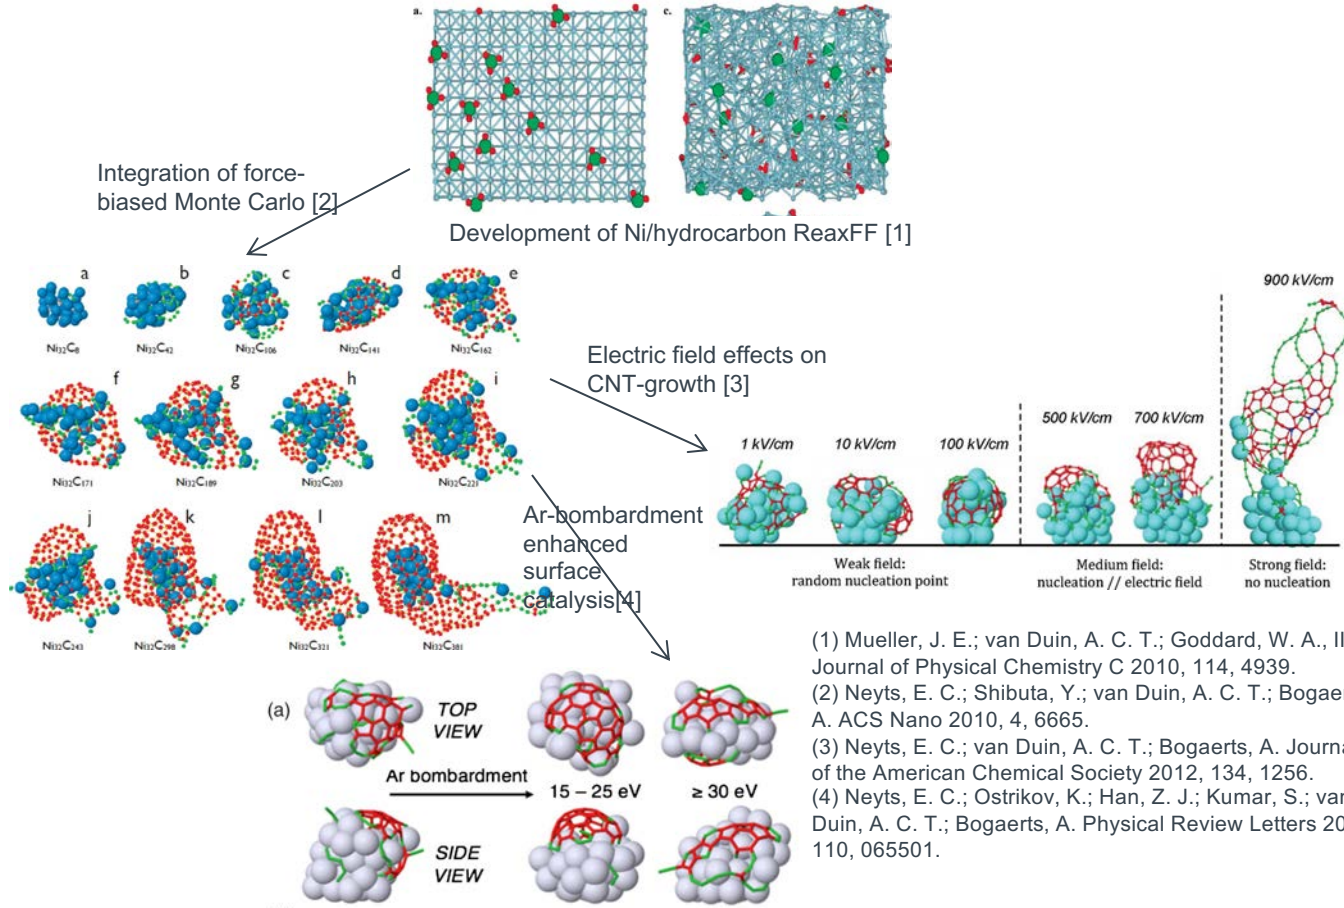 a.
c.
Integration of force-
biased Monte Carlo [2]
Development of Ni/hydrocarbon ReaxFF [1]
a
b
c
d
e
Ni32C8
Ni32C42
Ni32C106
Ni32C141
Ni32C162
f
g
h
i
Ni32C171
Ni32C189
Ni32C203
Ni32C221
j
k
l
m
Ni32C243
Ni32C298
Ni32C321
Ni32C381
Electric field effects on
CNT-growth [3]
1 kV/cm
10 kV/cm
100 kV/cm
500 kV/cm
700 kV/cm
900 kV/cm
Weak field:
random nucleation point
Medium field:
nucleation // electric field
Strong field:
no nucleation
Ar-bombardment
enhanced
surface
catalysis[4]
(a)
TOP
VIEW
Ar bombardment
15 – 25 eV
≥ 30 eV
SIDE
VIEW
(1) Mueller, J. E.; van Duin, A. C. T.; Goddard, W. A., II
Journal of Physical Chemistry C 2010, 114, 4939.
(2) Neyts, E. C.; Shibuta, Y.; van Duin, A. C. T.; Bogae
A. ACS Nano 2010, 4, 6665.
(3) Neyts, E. C.; van Duin, A. C. T.; Bogaerts, A. Journa
of the American Chemical Society 2012, 134, 1256.
(4) Neyts, E. C.; Ostrikov, K.; Han, Z. J.; Kumar, S.; van
Duin, A. C. T.; Bogaerts, A. Physical Review Letters 20
110, 065501.